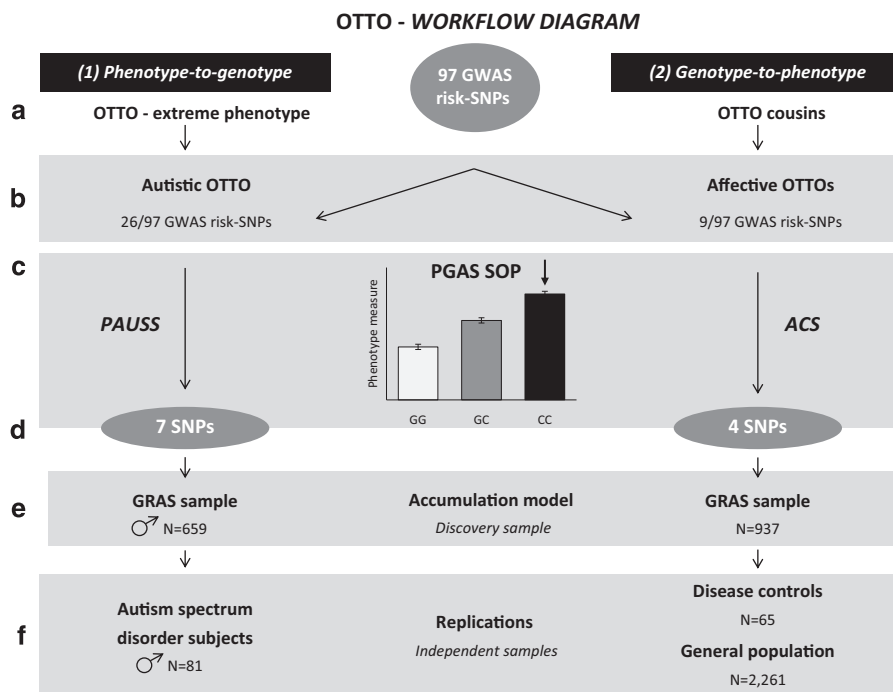 OTTO - WORKFLOW DIAGRAM
(1) Phenotype-to-genotype
97 GWAS
risk-SNPs
(2) Genotype-to-phenotype
a
OTTO - extreme phenotype
OTTO cousins
b
Autistic OTTO
26/97 GWAS risk-SNPs
Affective OTTOs
9/97 GWAS risk-SNPs
c
PAUSS
PGAS SOP
Phenotype measure
GG
GC
CC
ACS
d
7 SNPs
4 SNPs
e
GRAS sample
N=659
Accumulation model
Discovery sample
GRAS sample
N=937
f
Autism spectrum
disorder subjects
N=81
Replications
Independent samples
Disease controls
N=65
General population
N=2,261